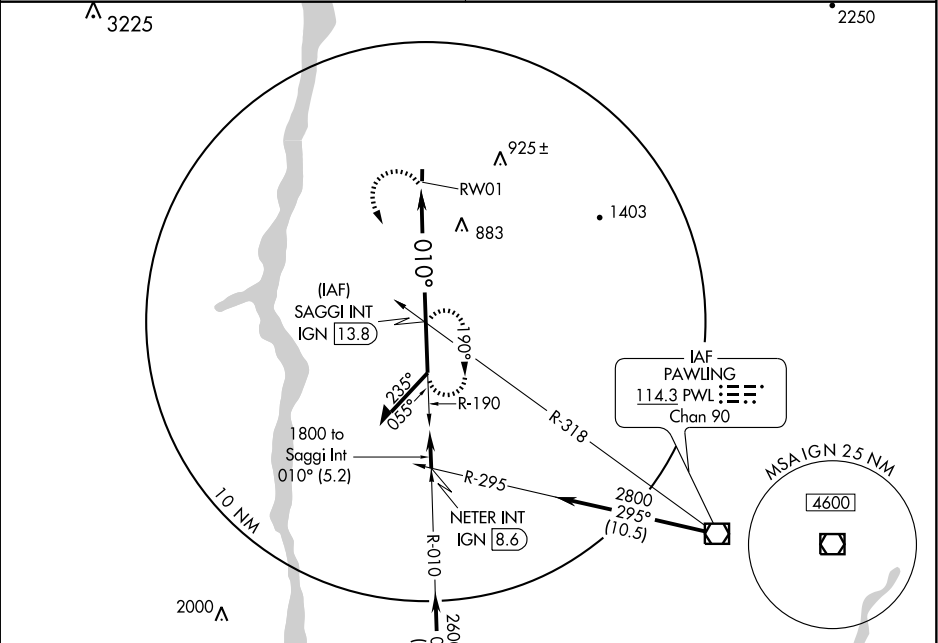 3225
2250
925±
RW01
1403
883
010°
(IAF)
SAGGI INT
IGN 13.8
190°
IAF
PAWLING
114.3 PWL
Chan 90
235°
055°
R-190
R-318
1800 to
Saggi Int
010° (5.2)
R-295
MSA IGN 25 NM
4600
2800
295°
(10.5)
10 NM
NETER INT
IGN 8.6
R-010
2000